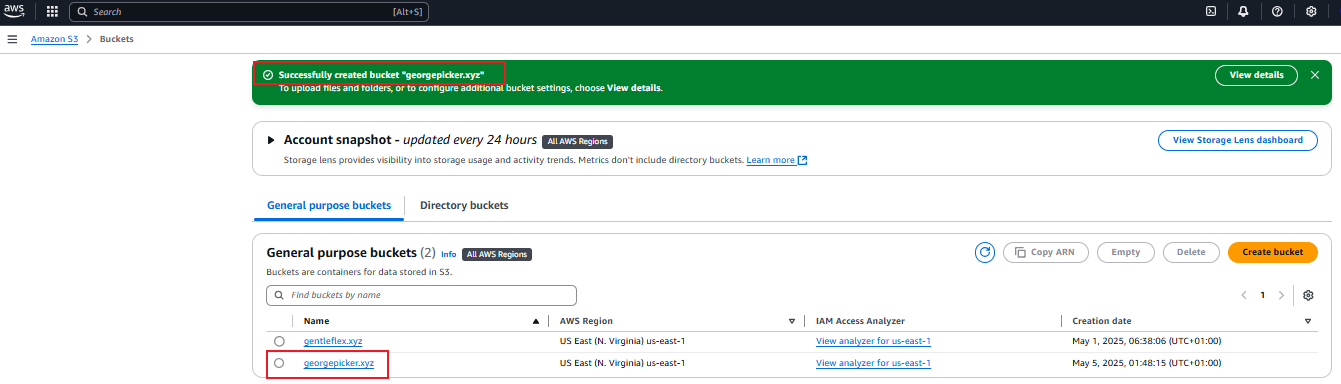 aws Search [Alt+S]
Amazon S3 > Buckets
Successfully created bucket "georgepicker.xyz"
To upload files and folders, or to configure additional bucket settings, choose View details.
View details
Account snapshot - updated every 24 hours All AWS Regions
Storage lens provides visibility into storage usage and activity trends. Metrics don't include directory buckets. Learn more
View Storage Lens dashboard
General purpose buckets Directory buckets
General purpose buckets (2) Info All AWS Regions
Copy ARN Empty Delete Create bucket
Buckets are containers for data stored in S3.
Find buckets by name
1
Name AWS Region IAM Access Analyzer Creation date
gentleflex.xyz US East (N. Virginia) us-east-1 View analyzer for us-east-1 May 1, 2025, 06:38:06 (UTC+01:00)
georgepicker.xyz US East (N. Virginia) us-east-1 View analyzer for us-east-1 May 5, 2025, 01:48:15 (UTC+01:00)